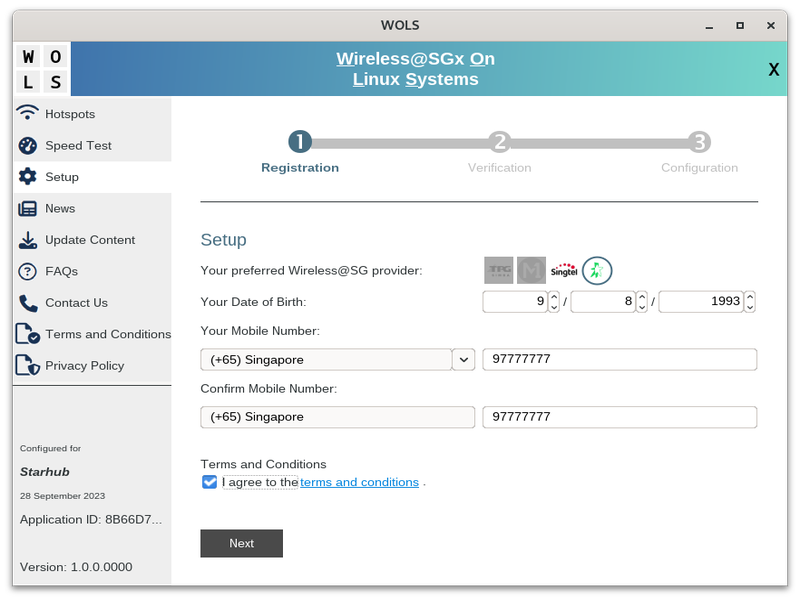 WOLS
W O
L S
Wireless@SGx On
Linux Systems
X
Hotspots
Speed Test
Setup
News
Update Content
FAQs
Contact Us
Terms and Conditions
Privacy Policy
Configured for
Starhub
28 September 2023
Application ID: 8B66D7...
Version: 1.0.0.0000
1 2 3
Registration Verification Configuration
Setup
Your preferred Wireless@SG provider:
TPG M Singtel
Your Date of Birth: 9 / 8 / 1993
Your Mobile Number:
(+65) Singapore 97777777
Confirm Mobile Number:
(+65) Singapore 97777777
Terms and Conditions
I agree to the terms and conditions .
Next